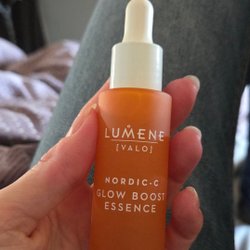 LUMENE
[VALO]
NORDIC-C
GLOW BOOST
ESSENCE